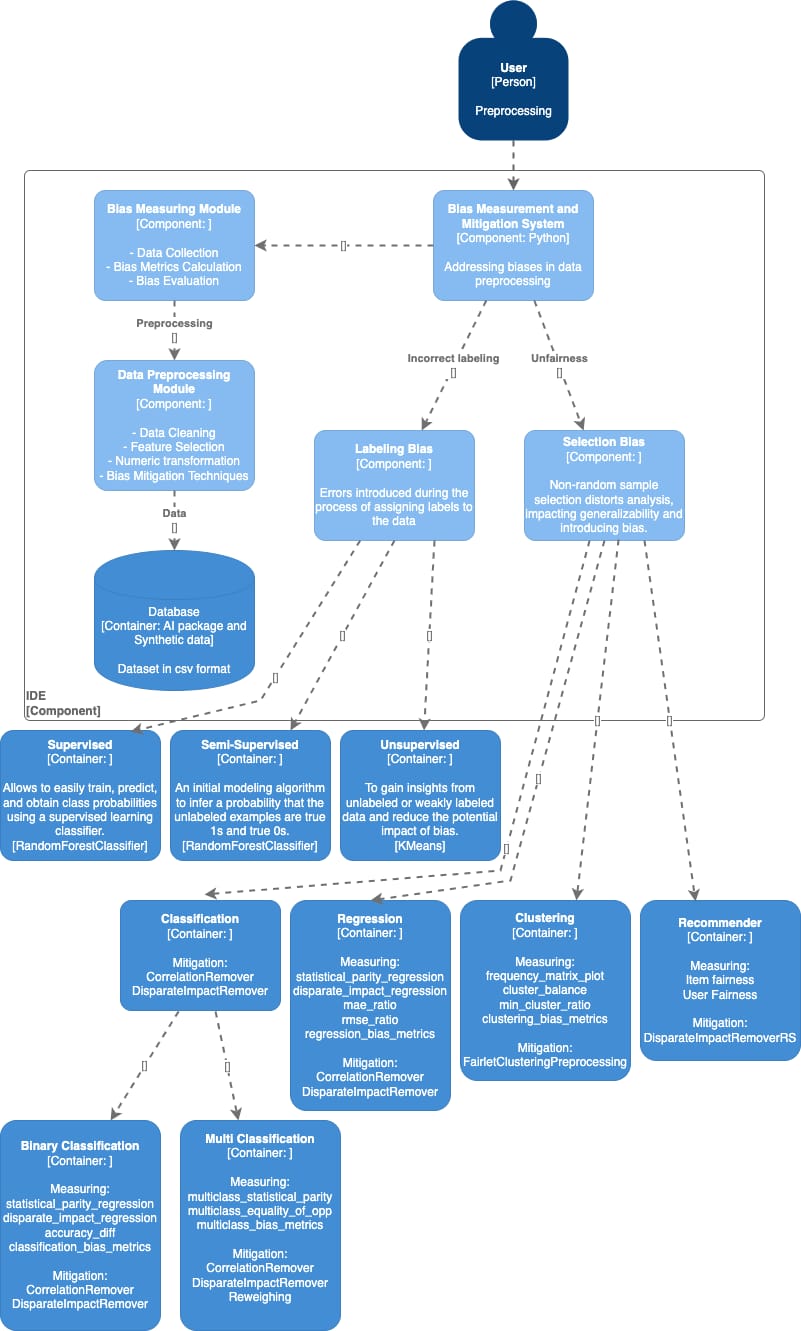 User
[Person]
Preprocessing
Bias Measuring Module
[Component: ]
- Data Collection
- Bias Metrics Calculation
- Bias Evaluation
[]
Bias Measurement and
Mitigation System
[Component: Python]
Addressing biases in data
preprocessing
Preprocessing
[]
Incorrect labeling
[]
Unfairness
[]
Data Preprocessing
Module
[Component: ]
- Data Cleaning
- Feature Selection
- Numeric transformation
- Bias Mitigation Techniques
Labeling Bias
[Component: ]
Errors introduced during the
process of assigning labels to
the data
Selection Bias
[Component: ]
Non-random sample
selection distorts analysis,
impacting generalizability and
introducing bias.
Data
[]
Database
[Container: AI package and
Synthetic data]
Dataset in csv format
[]
[]
[]
IDE
[Component]
[]
[]
[]
[]
Supervised
[Container: ]
Allows to easily train, predict,
and obtain class probabilities
using a supervised learning
classifier.
[RandomForestClassifier]
Semi-Supervised
[Container: ]
An initial modeling algorithm
to infer a probability that the
unlabeled examples are true
1s and true 0s.
[RandomForestClassifier]
Unsupervised
[Container: ]
To gain insights from
unlabeled or weakly labeled
data and reduce the potential
impact of bias.
[KMeans]
Classification
[Container: ]
Mitigation:
CorrelationRemover
DisparateImpactRemover
Regression
[Container: ]
Measuring:
statistical_parity_regression
disparate_impact_regression
mae_ratio
rmse_ratio
regression_bias_metrics
Mitigation:
CorrelationRemover
DisparateImpactRemover
Clustering
[Container: ]
Measuring:
frequency_matrix_plot
cluster_balance
min_cluster_ratio
clustering_bias_metrics
Mitigation:
FairletClusteringPreprocessing
Recommender
[Container: ]
Measuring:
Item fairness
User Fairness
Mitigation:
DisparateImpactRemoverRS
[]
[]
Binary Classification
[Container: ]
Measuring:
statistical_parity_regression
disparate_impact_regression
accuracy_diff
classification_bias_metrics
Mitigation:
CorrelationRemover
DisparateImpactRemover
Multi Classification
[Container: ]
Measuring:
multiclass_statistical_parity
multiclass_equality_of_opp
multiclass_bias_metrics
Mitigation:
CorrelationRemover
DisparateImpactRemover
Reweighing